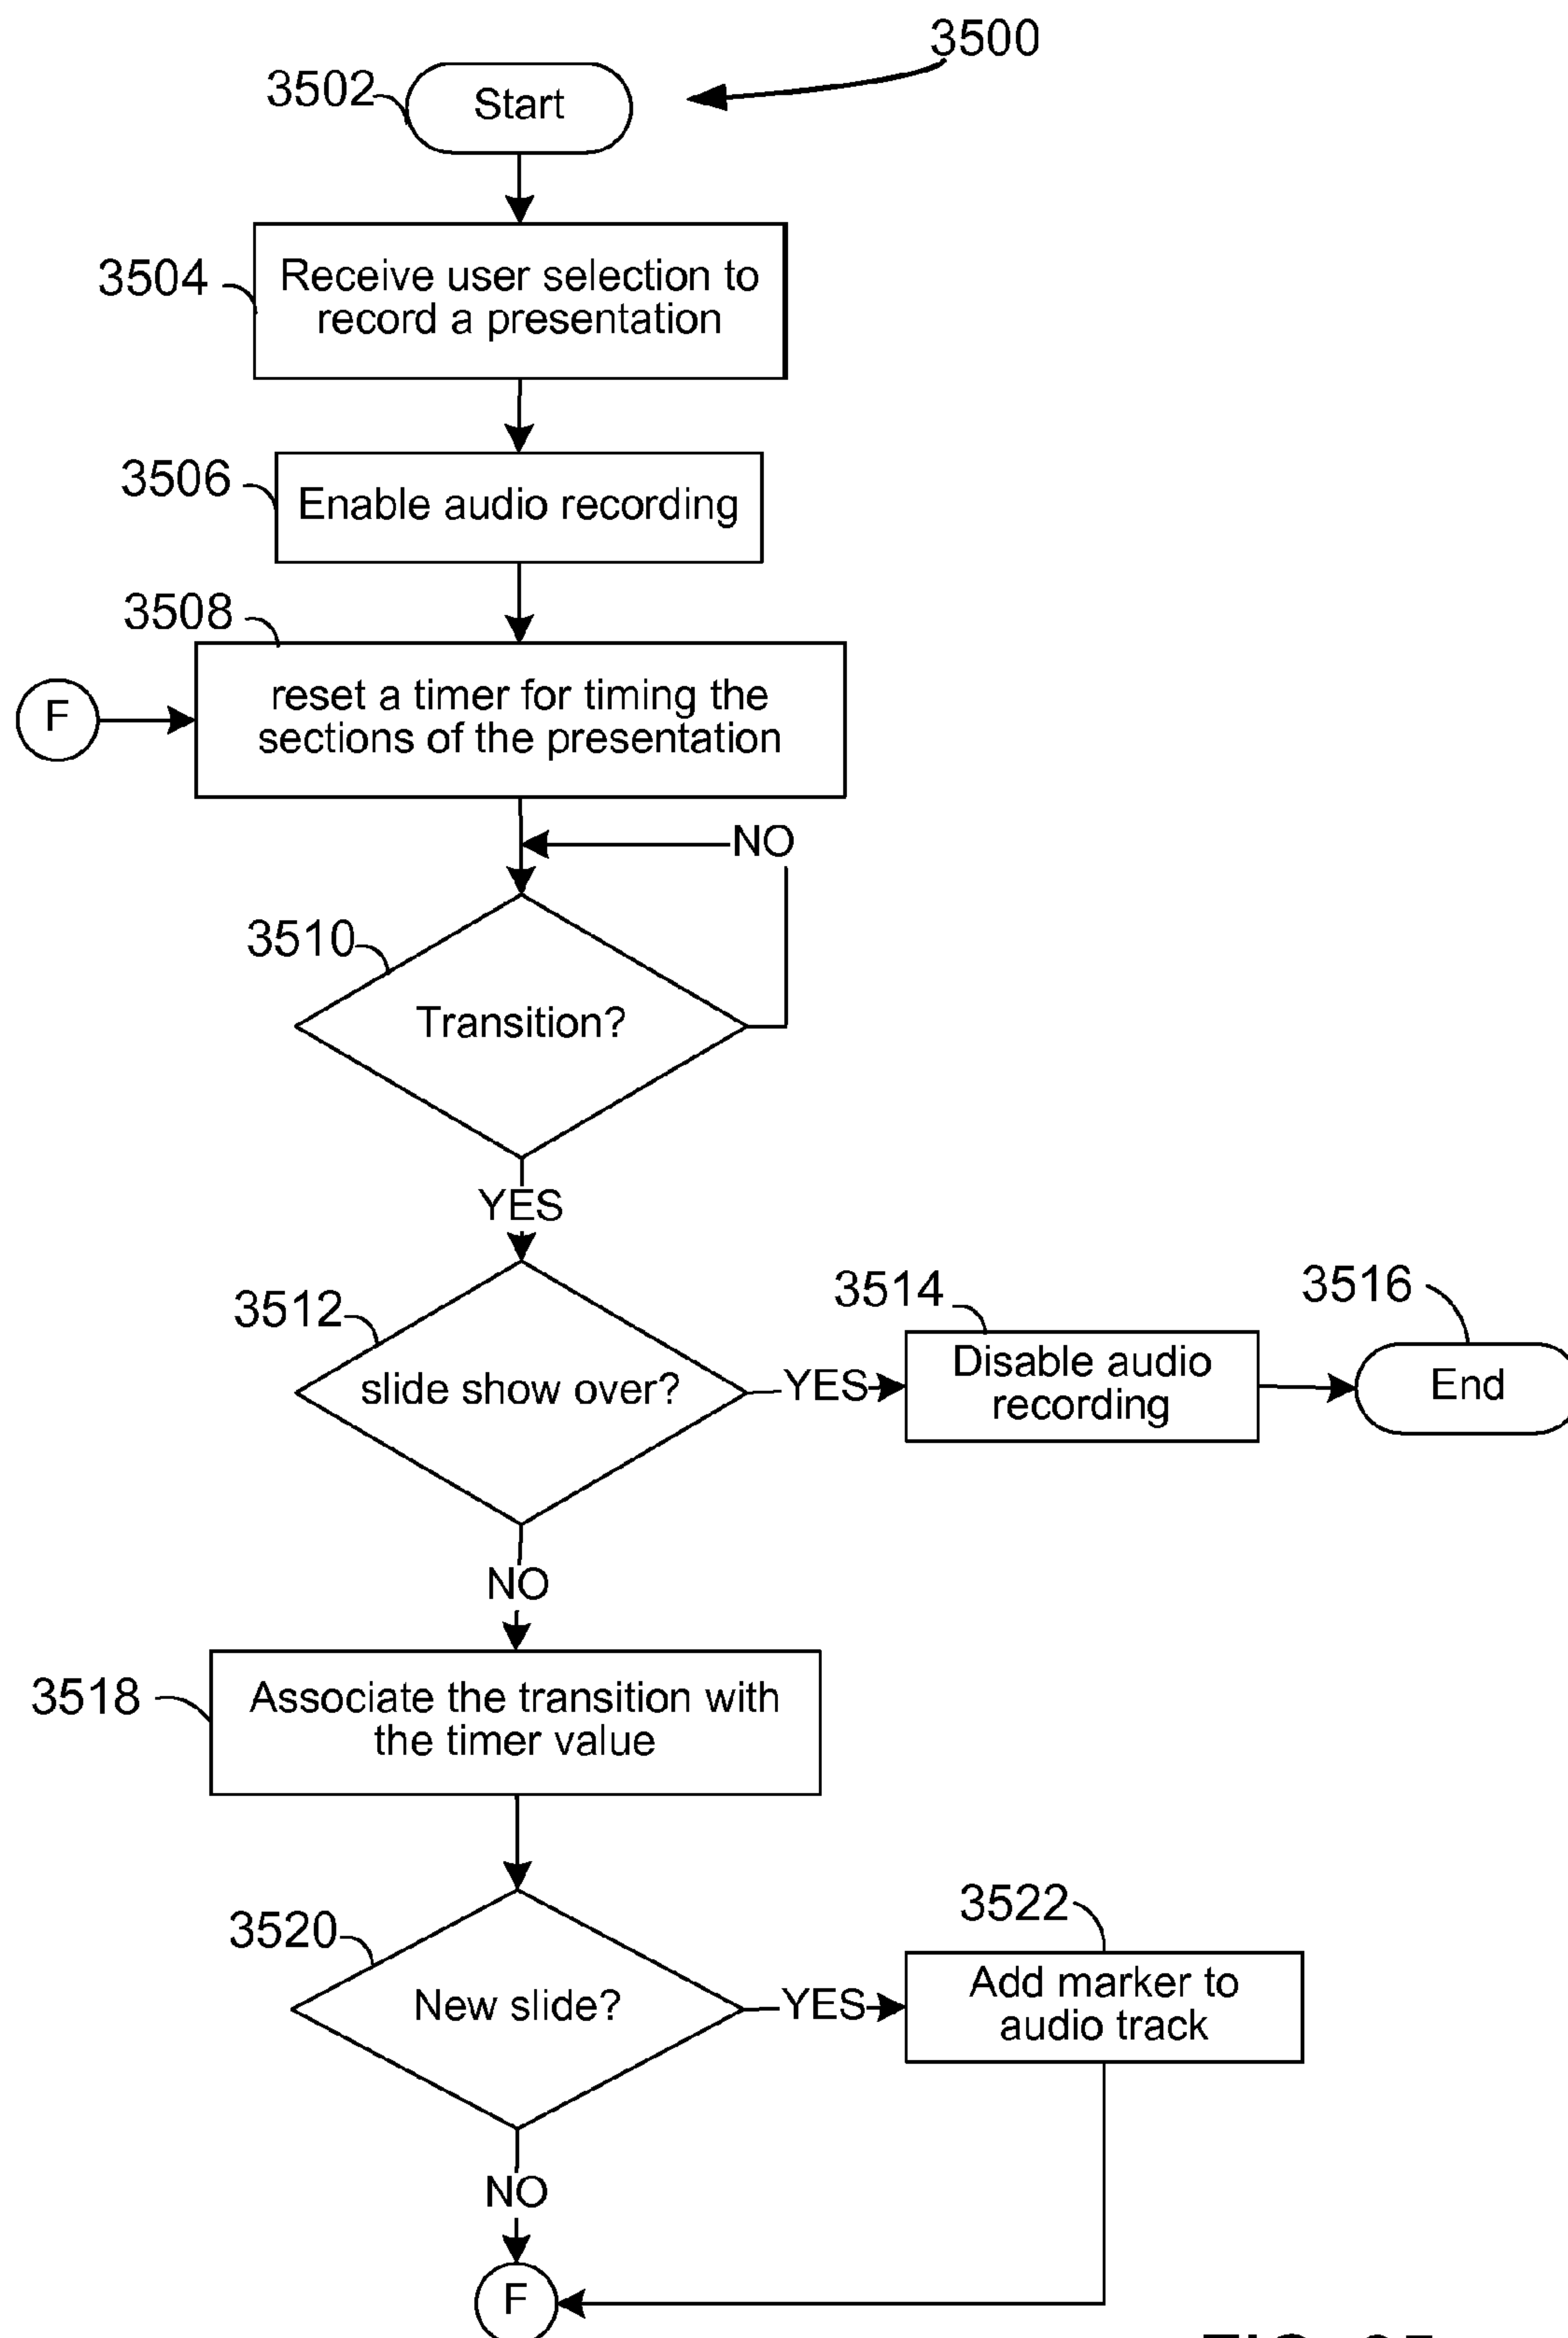 3500
3502
Start
3504
Receive user selection to
record a presentation
3506
Enable audio recording
3508
reset a timer for timing the
sections of the presentation
F
NO
3510
Transition?
YES
3512
slide show over?
YES
3514
Disable audio
recording
3516
End
NO
3518
Associate the transition with
the timer value
3520
New slide?
YES
3522
Add marker to
audio track
NO
F